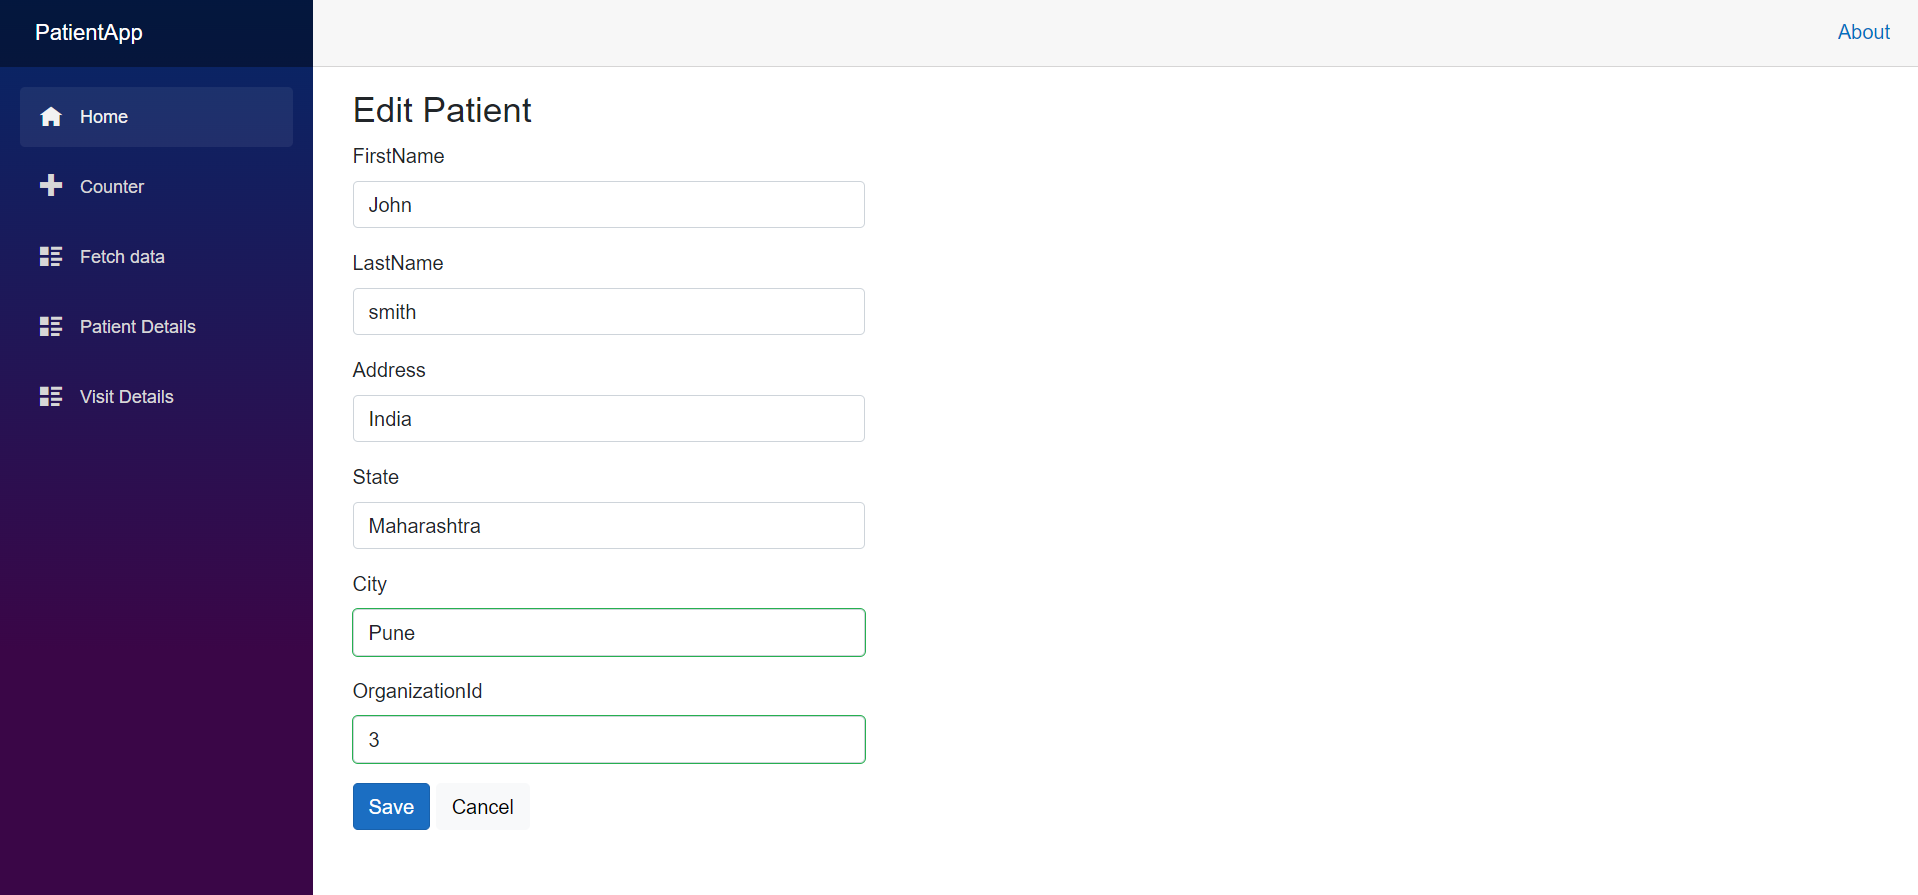 PatientApp
About
Home
Counter
Fetch data
Patient Details
Visit Details
Edit Patient
FirstName
John
LastName
smith
Address
India
State
Maharashtra
City
Pune
OrganizationId
3
Save Cancel